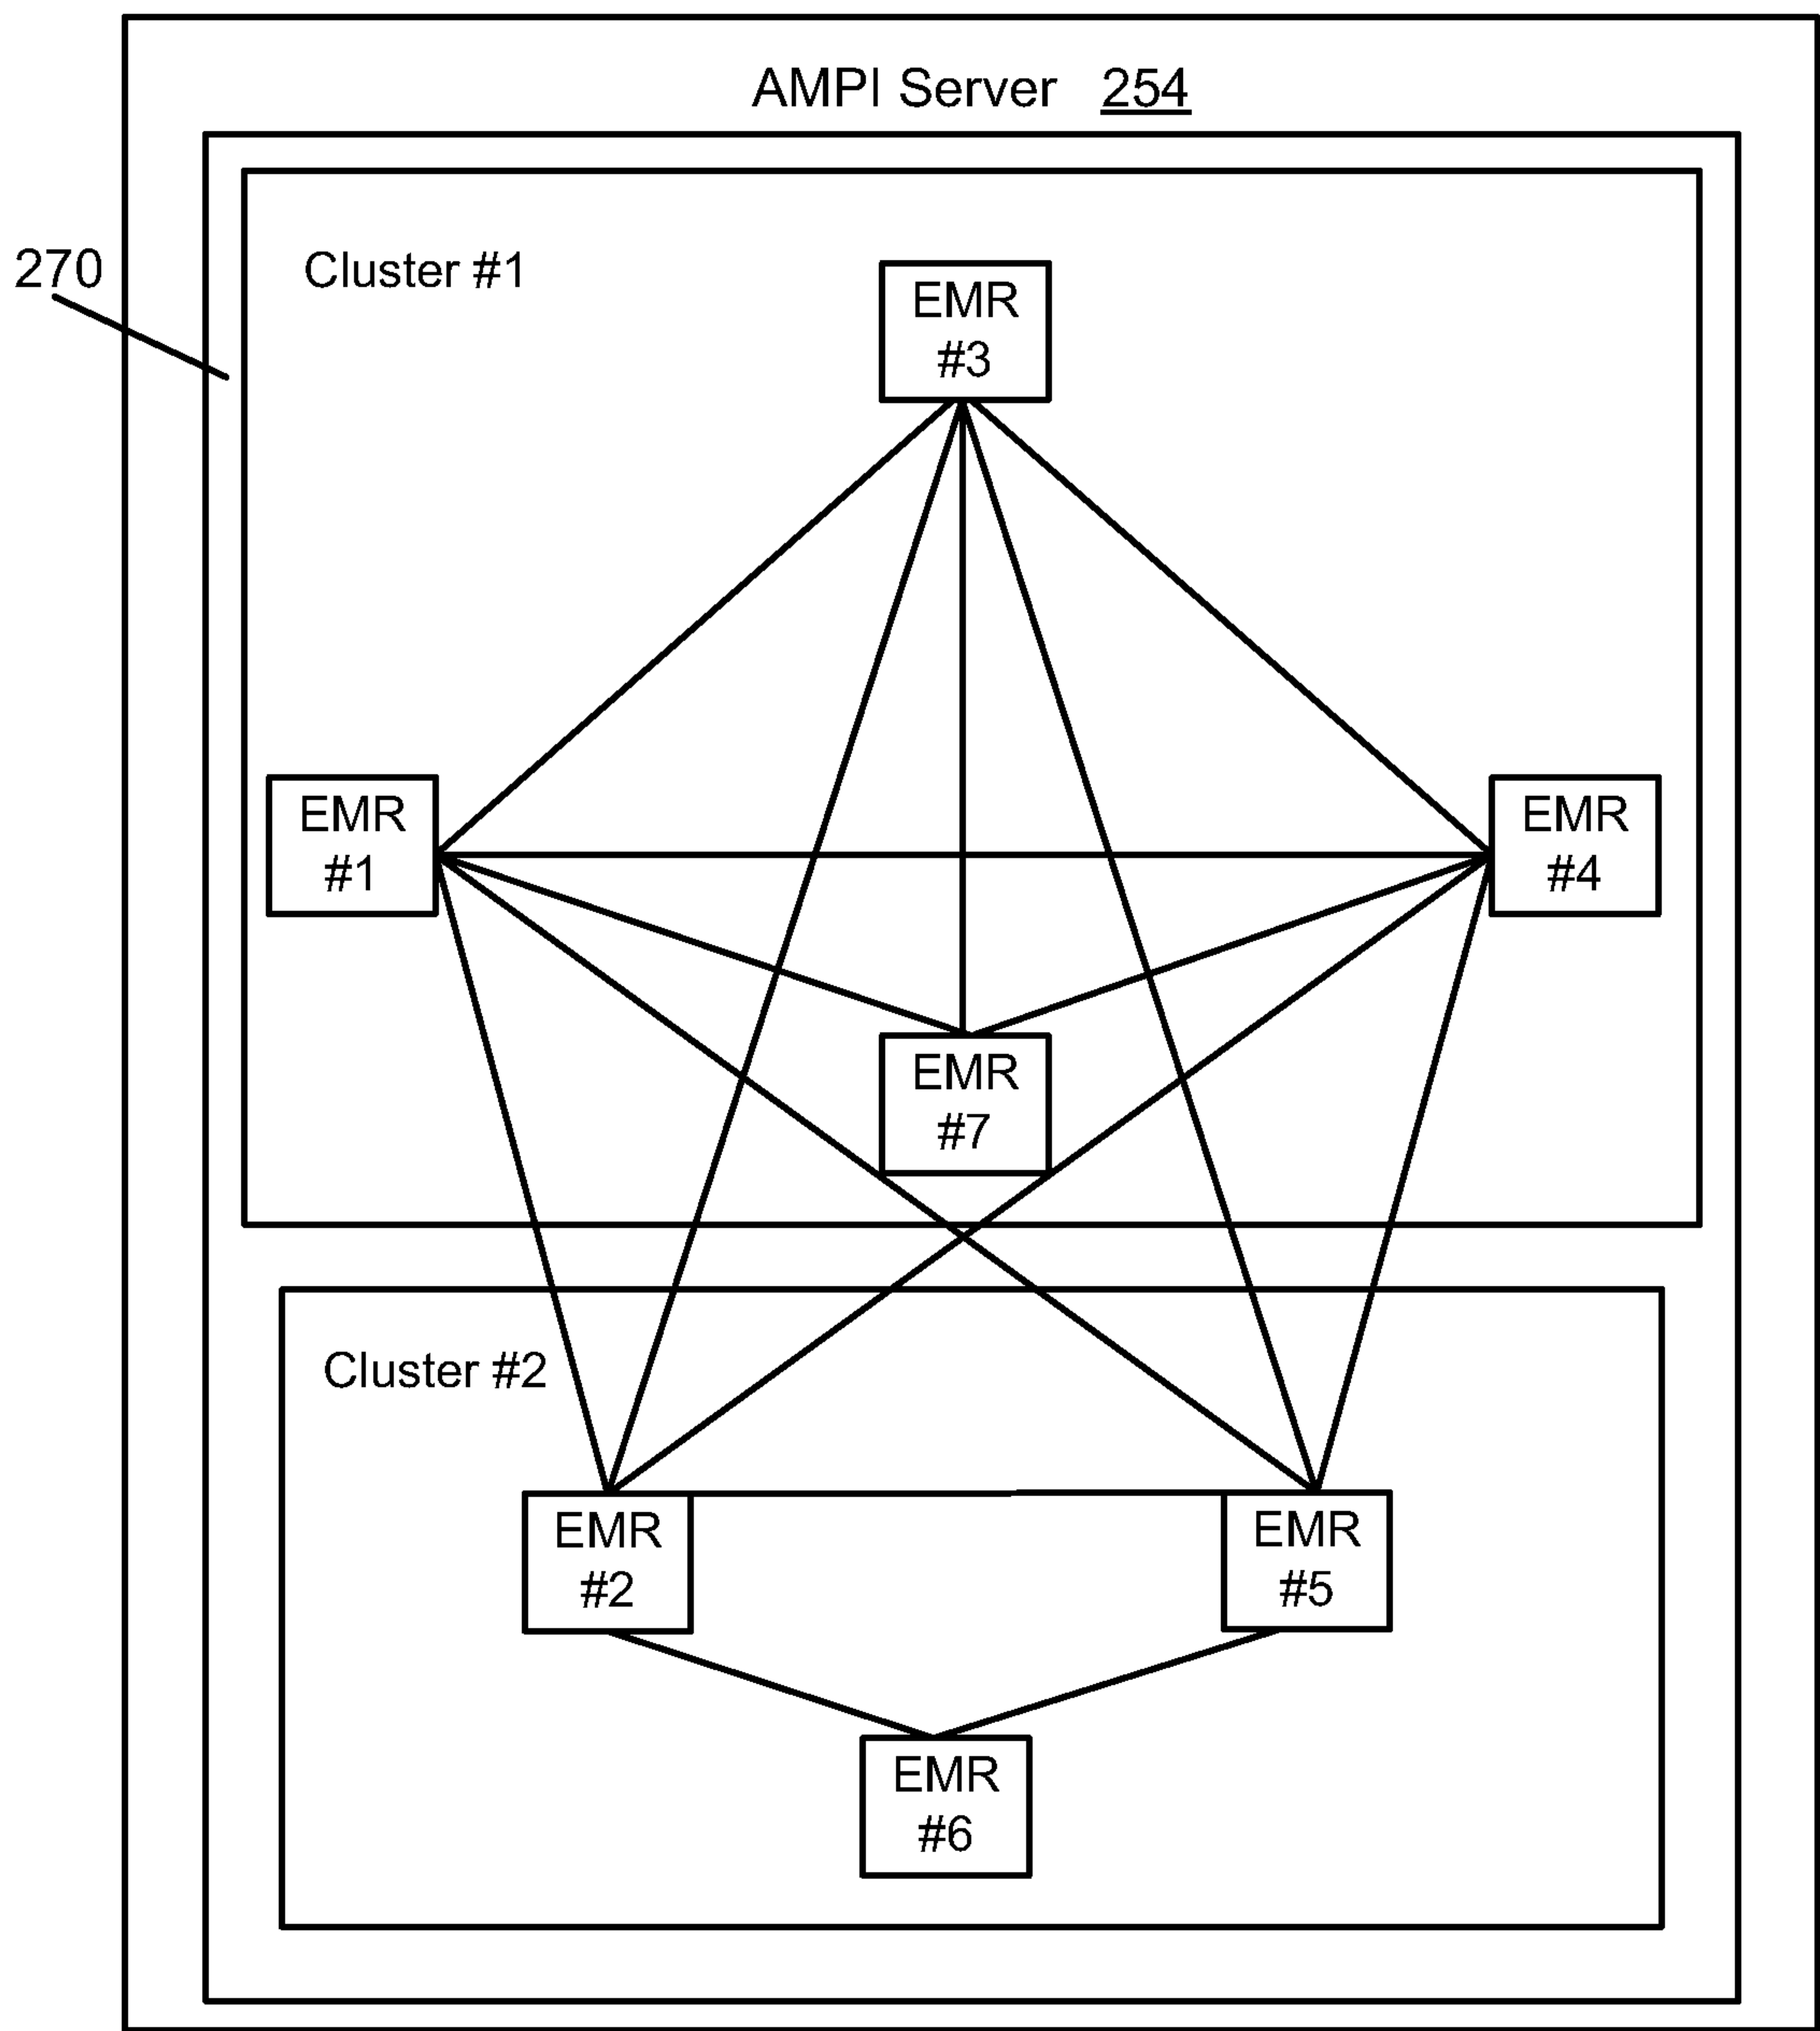 AMPI Server 254
270
Cluster #1
EMR
#3
EMR
#1
EMR
#4
EMR
#7
Cluster #2
EMR
#2
EMR
#5
EMR
#6